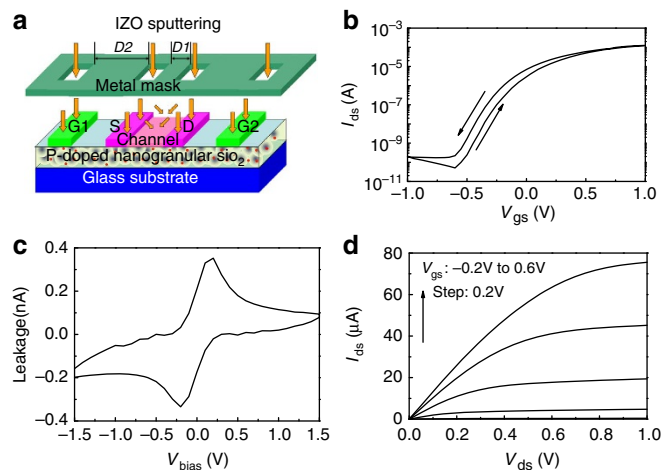 a
IZO sputtering
D2
D1
Metal mask
G1
S
D
G2
Channel
P-doped nanogranular sio2
Glass substrate
b
10−3
10−5
10−7
10−9
10−11
Ids (A)
−1.0
−0.5
0.0
0.5
1.0
Vgs (V)
c
0.4
0.2
0.0
−0.2
−0.4
Leakage(nA)
−1.5
−1.0
−0.5
0.0
0.5
1.0
1.5
Vbias (V)
d
80
60
40
20
0
Ids (µA)
Vgs: −0.2V to 0.6V
Step: 0.2V
0.0
0.2
0.4
0.6
0.8
1.0
Vds (V)